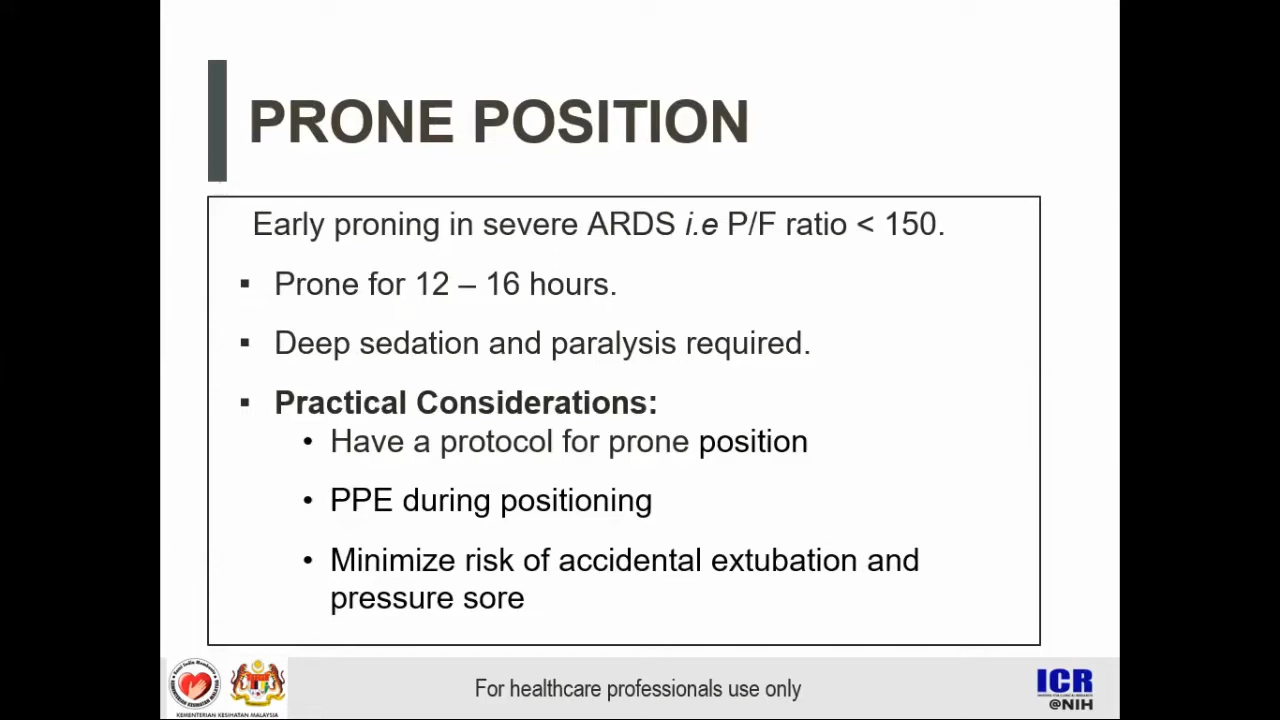 PRONE POSITION
Early proning in severe ARDS i.e P/F ratio < 150.
▪ Prone for 12 – 16 hours.
▪ Deep sedation and paralysis required.
▪ Practical Considerations:
• Have a protocol for prone position
• PPE during positioning
• Minimize risk of accidental extubation and
pressure sore
KEMENTERIAN KESIHATAN MALAYSIA
For healthcare professionals use only
ICR
@NIH